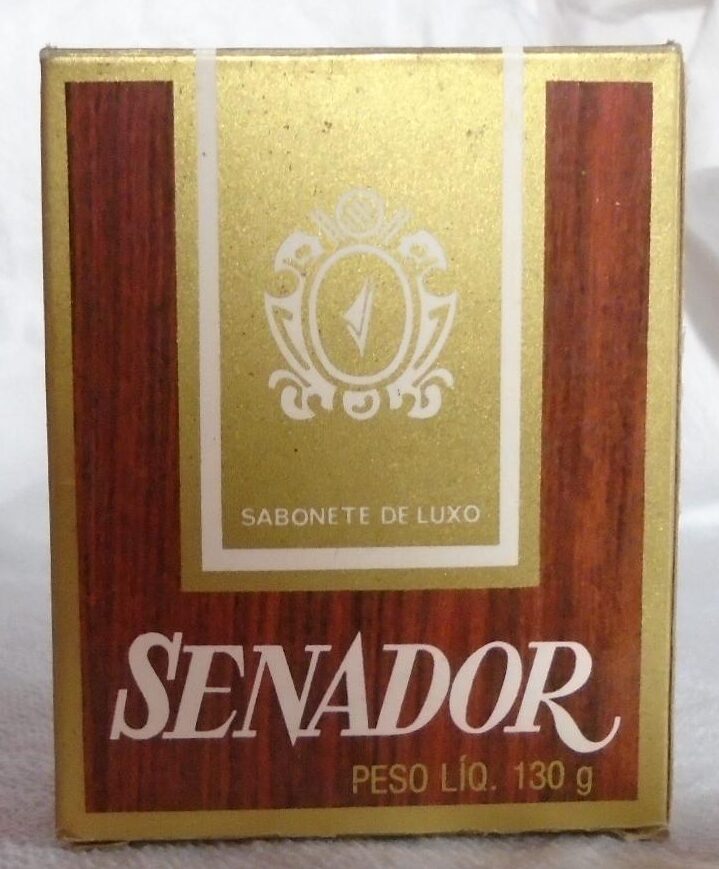 SABONETE DE LUXO
SENADOR
PESO LÍQ. 130 g